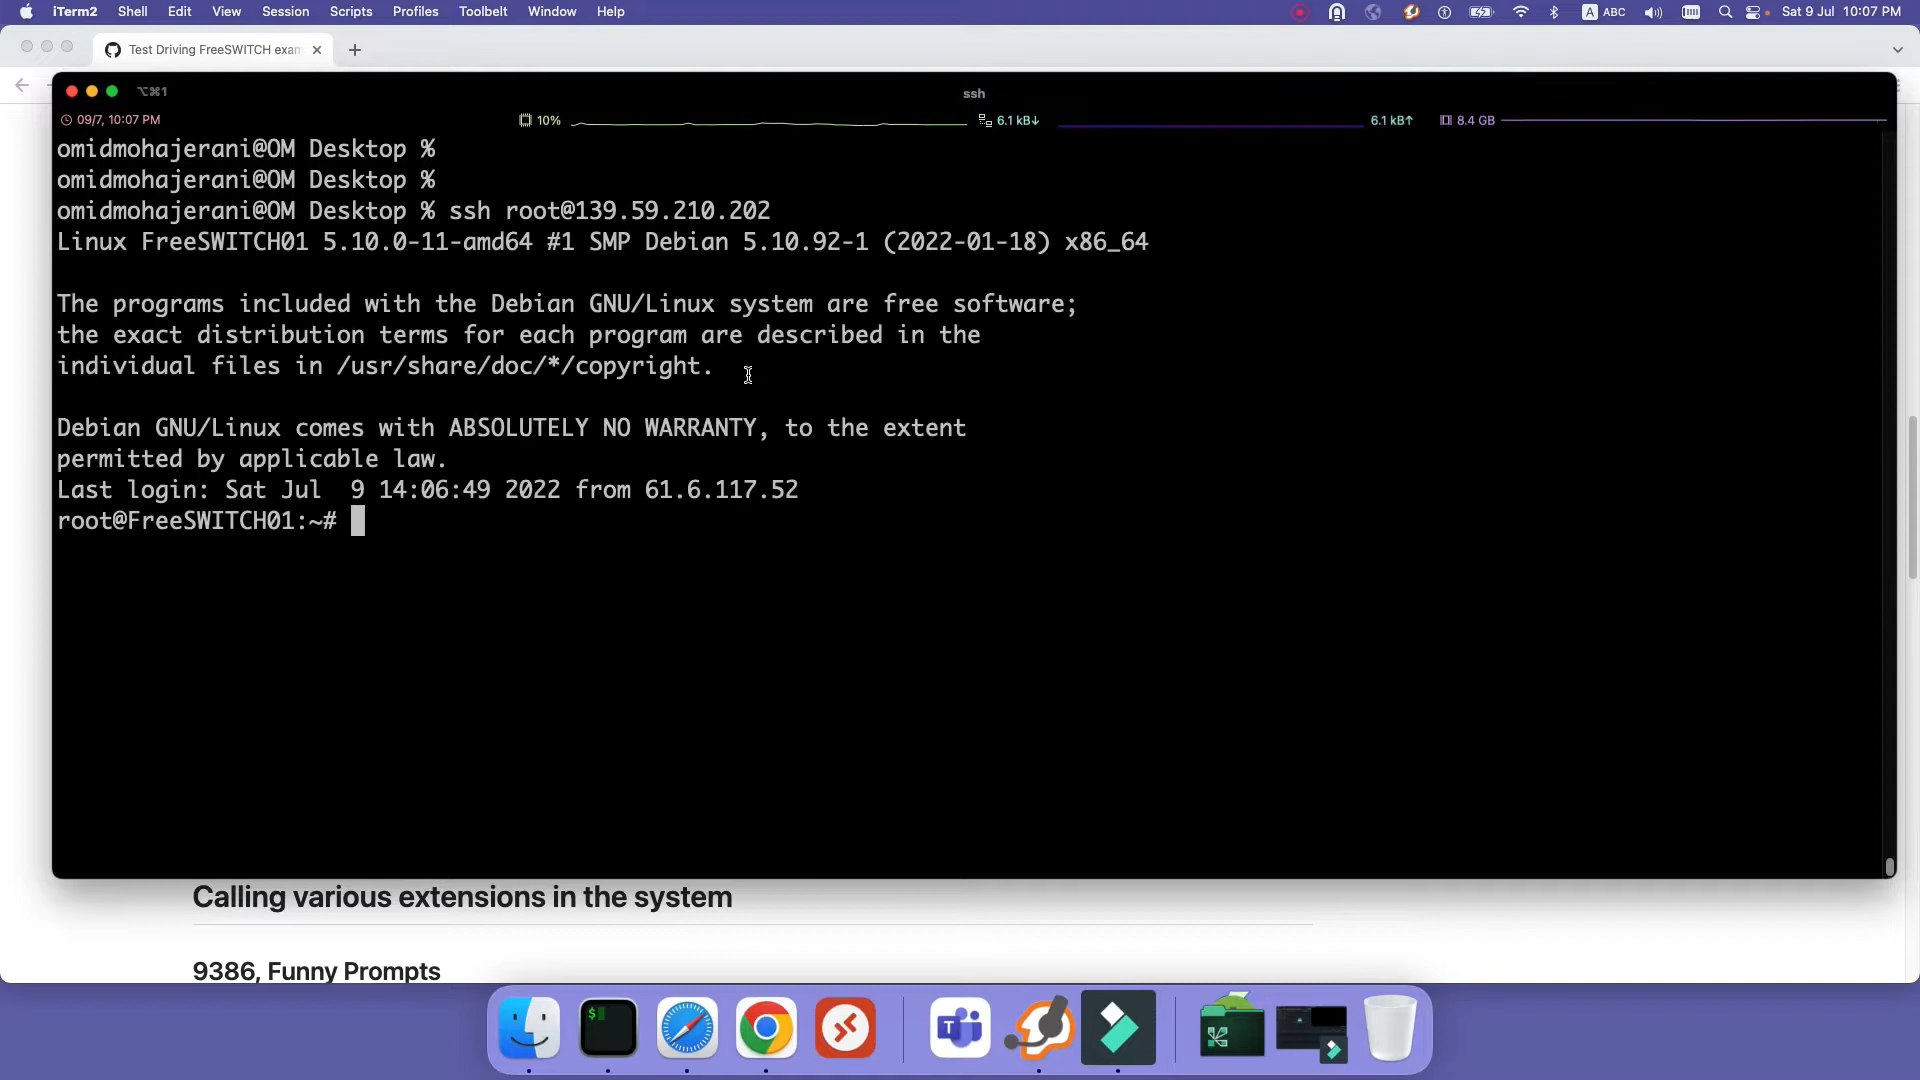 iTerm2 Shell Edit View Session Scripts Profiles Toolbelt Window Help A ABC Sat 9 Jul 10:07 PM
Test Driving FreeSWITCH exam
⌥⌘1 ssh
09/7, 10:07 PM 10% 6.1 kB↓ 6.1 kB↑ 8.4 GB
omidmohajerani@OM Desktop %
omidmohajerani@OM Desktop %
omidmohajerani@OM Desktop % ssh root@139.59.210.202
Linux FreeSWITCH01 5.10.0-11-amd64 #1 SMP Debian 5.10.92-1 (2022-01-18) x86_64
The programs included with the Debian GNU/Linux system are free software;
the exact distribution terms for each program are described in the
individual files in /usr/share/doc/*/copyright.
Debian GNU/Linux comes with ABSOLUTELY NO WARRANTY, to the extent
permitted by applicable law.
Last login: Sat Jul  9 14:06:49 2022 from 61.6.117.52
root@FreeSWITCH01:~#
Calling various extensions in the system
9386, Funny Prompts
$
T